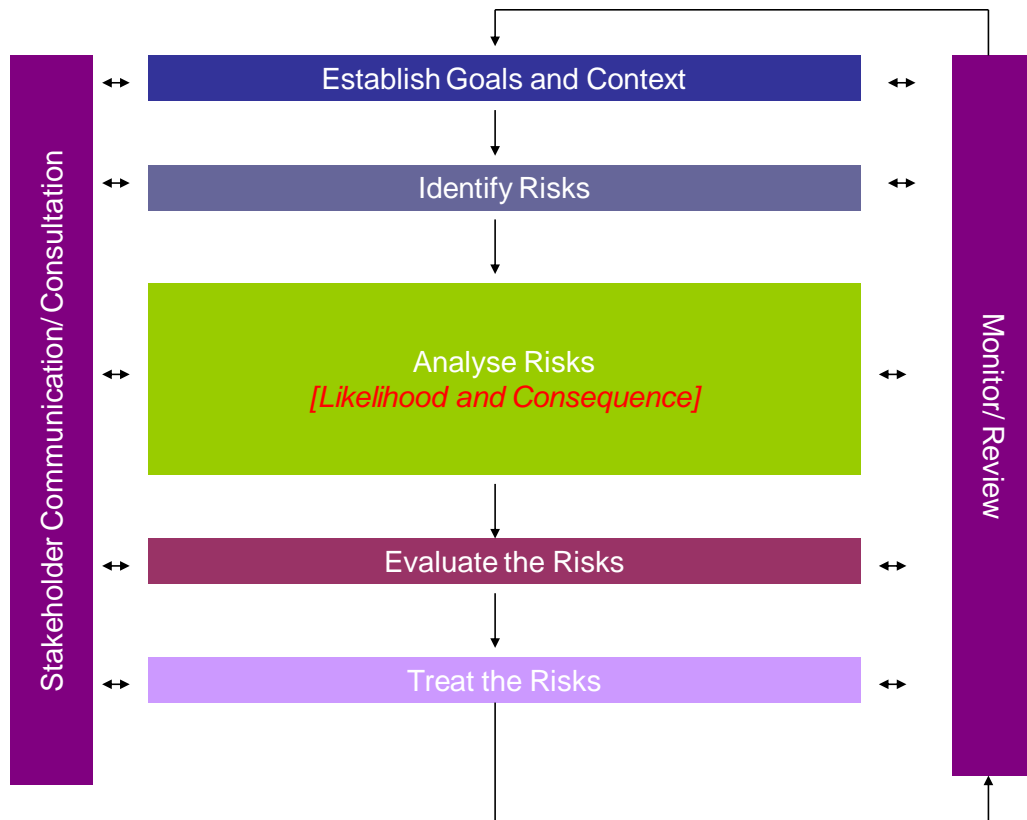 Establish Goals and Context
Stakeholder Communication/ Consultation
Identify Risks
Analyse Risks
[Likelihood and Consequence]
Monitor/ Review
Evaluate the Risks
Treat the Risks